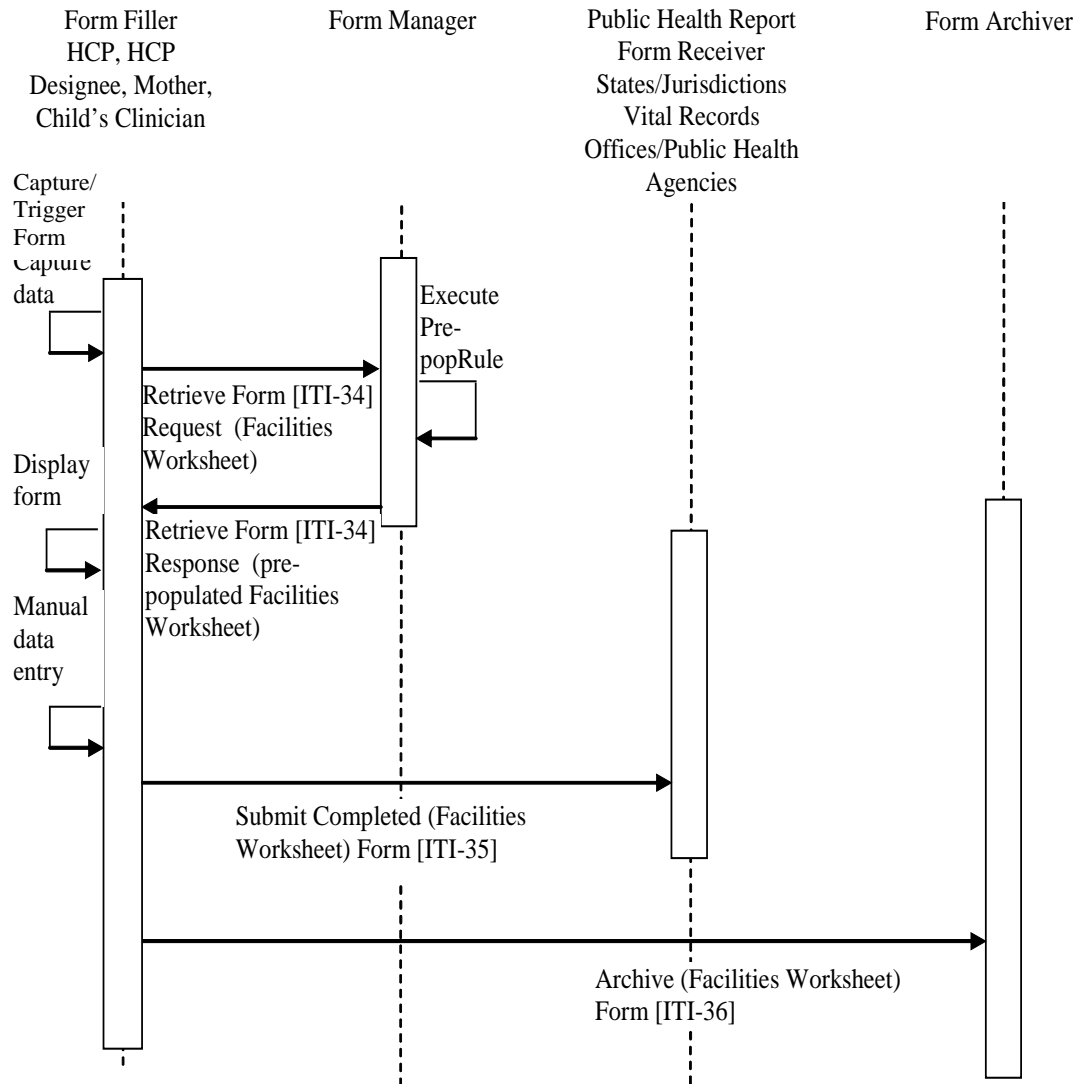 Form Filler
HCP, HCP
Designee, Mother,
Child's Clinician
Form Manager
Public Health Report
Form Receiver
States/Jurisdictions
Vital Records
Offices/Public Health
Agencies
Form Archiver
Capture/
Trigger
Form
Capture
data
Execute
Pre-
popRule
Retrieve Form [ITI-34]
Request (Facilities
Worksheet)
Display
form
Retrieve Form [ITI-34]
Response (pre-
populated Facilities
Worksheet)
Manual
data
entry
Submit Completed (Facilities
Worksheet) Form [ITI-35]
Archive (Facilities Worksheet)
Form [ITI-36]